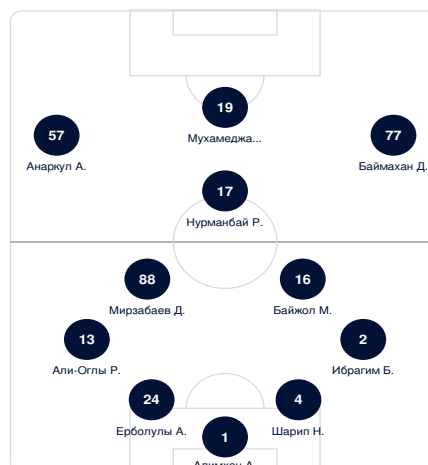 19
57
77
Мухамеджа...
Анаркул А.
Баймахан Д.
17
Нурманбай Р.
88
16
Мирзабаев Д.
Байжол М.
13
2
Али-Оглы Р.
Ибрагим Б.
24
4
Ерболулы А.
Шарип Н.
1